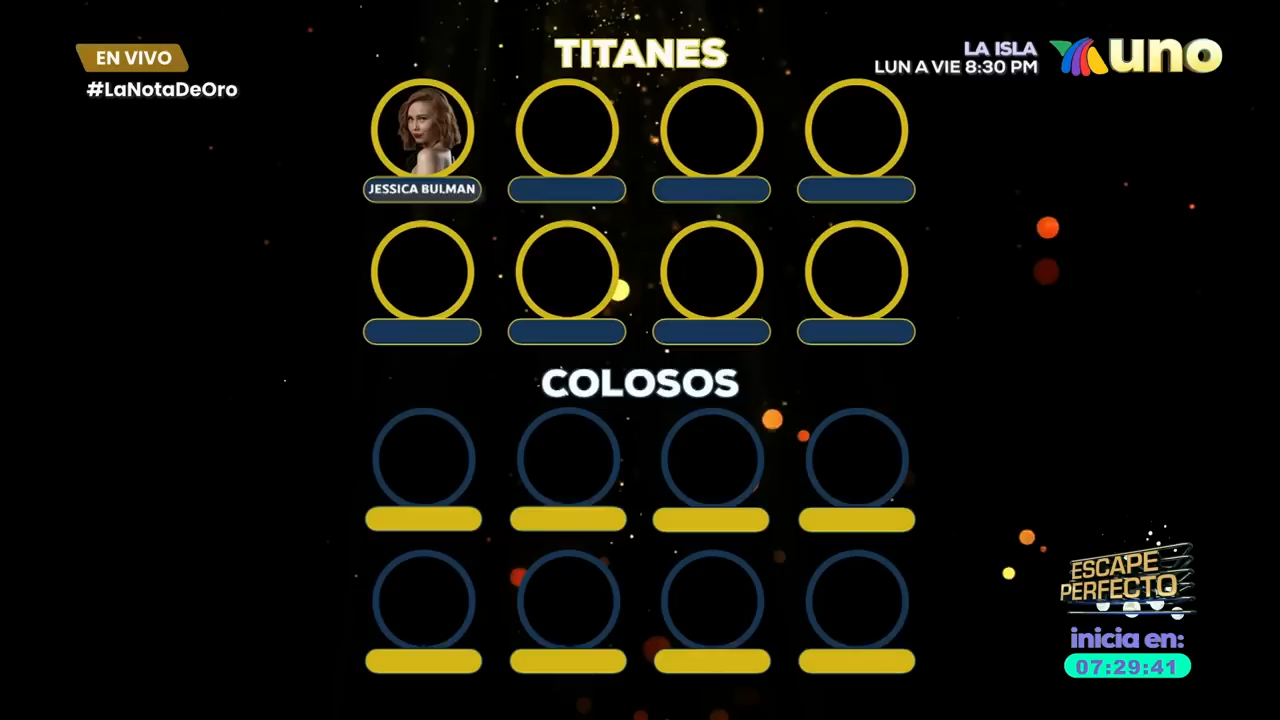 EN VIVO
#LaNotaDeOro
TITANES
LA ISLA
LUN A VIE 8:30 PM
uno
JESSICA BULMAN
COLOSOS
ESCAPE
PERFECTO
inicia en:
07:29:41